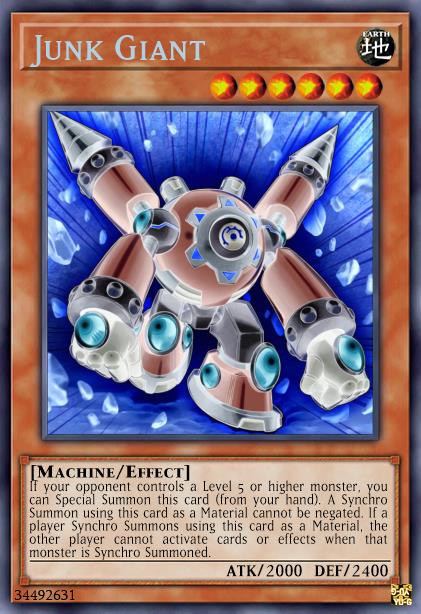 JUNK GIANT
EARTH
地
[MACHINE/EFFECT]
If your opponent controls a Level 5 or higher monster, you
can Special Summon this card (from your hand). A Synchro
Summon using this card as a Material cannot be negated. If a
player Synchro Summons using this card as a Material, the
other player cannot activate cards or effects when that
monster is Synchro Summoned.
ATK/2000 DEF/2400
34492631